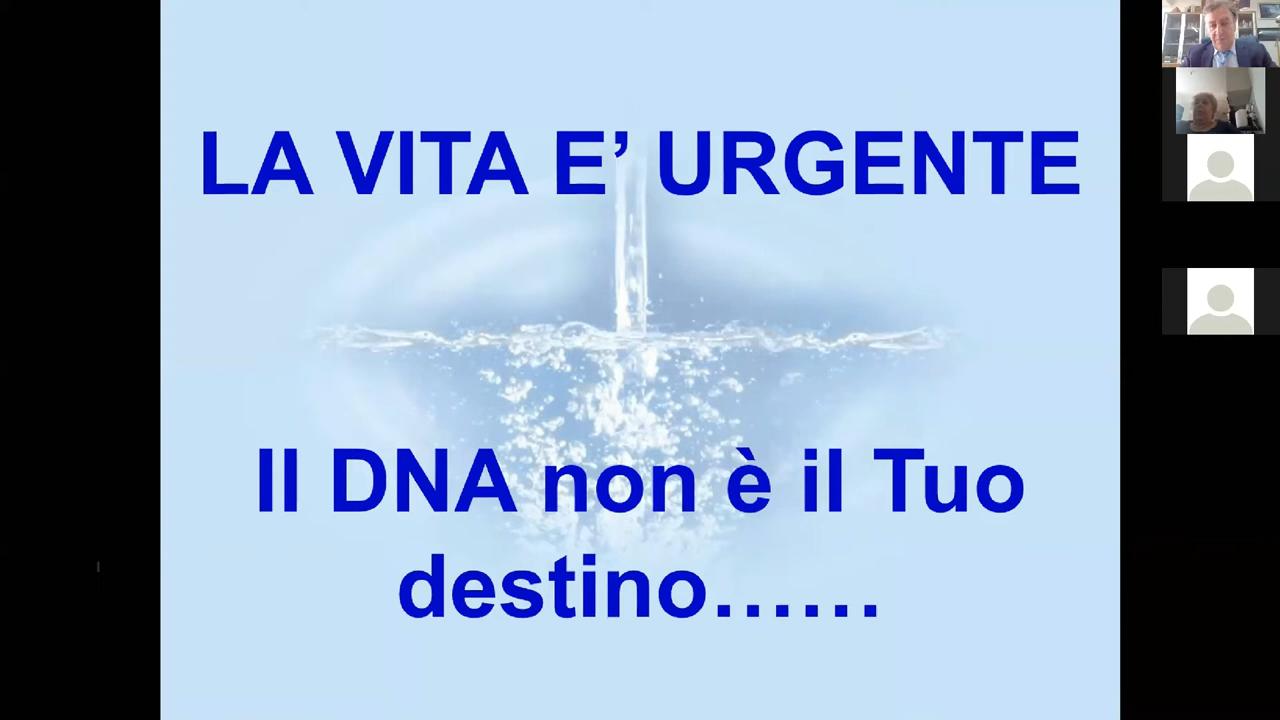 LA VITA E’ URGENTE
Il DNA non è il Tuo
destino……